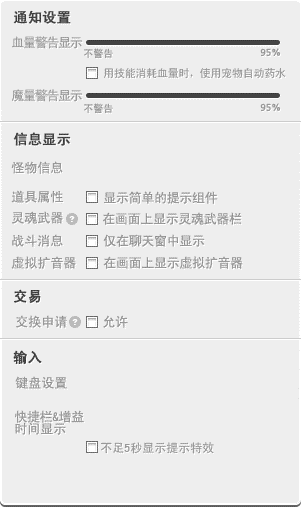 通知设置
血量警告显示
不警告 95%
用技能消耗血量时，使用宠物自动药水
魔量警告显示
不警告 95%
信息显示
怪物信息
道具属性 显示简单的提示组件
灵魂武器 ? 在画面上显示灵魂武器栏
战斗消息 仅在聊天窗中显示
虚拟扩音器 在画面上显示虚拟扩音器
交易
交换申请 ? 允许
输入
键盘设置
快捷栏&增益
时间显示
不足5秒显示提示特效